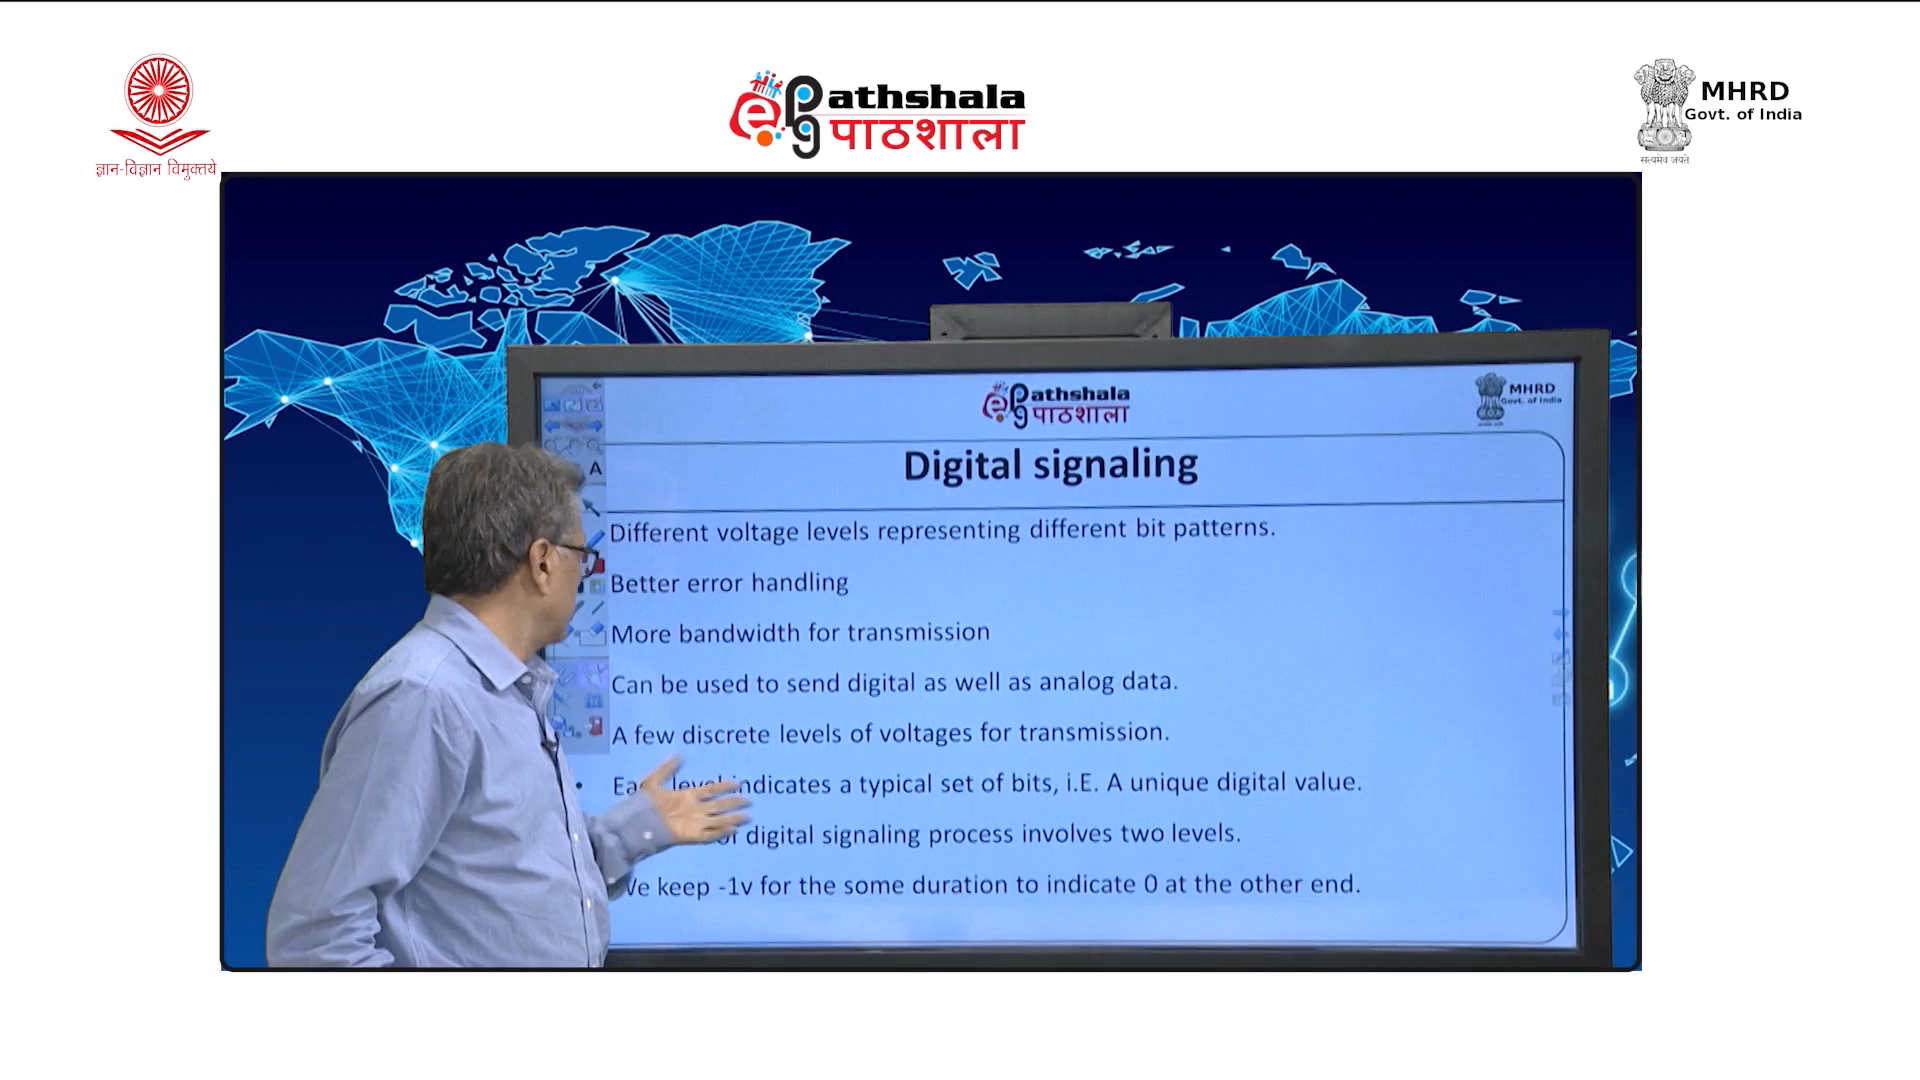 ज्ञान-विज्ञान विमुक्तये
ePG athshala
पाठशाला
MHRD
Govt. of India
सत्यमेव जयते
ePG athshala
पाठशाला
MHRD
Govt. of India
Digital signaling
A
Different voltage levels representing different bit patterns.
Better error handling
More bandwidth for transmission
Can be used to send digital as well as analog data.
A few discrete levels of voltages for transmission.
• indicates a typical set of bits, i.E. A unique digital value.
digital signaling process involves two levels.
We keep -1v for the some duration to indicate 0 at the other end.